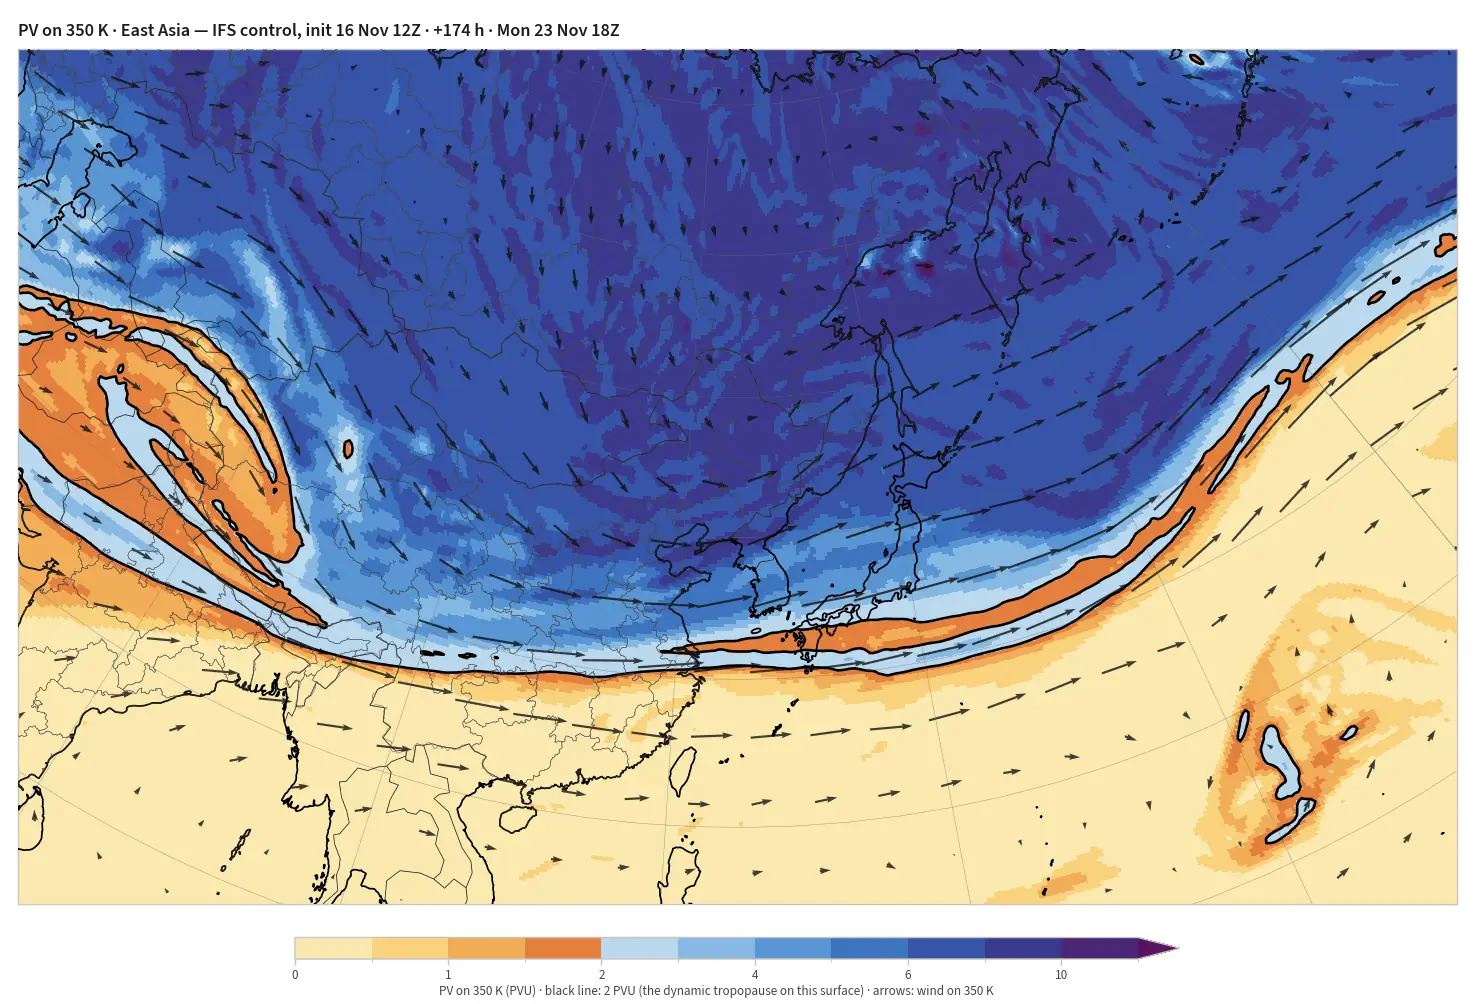 PV on 350 K · East Asia — IFS control, init 16 Nov 12Z · +174 h · Mon 23 Nov 18Z
0 1 2 4 6 10
PV on 350 K (PVU) · black line: 2 PVU (the dynamic tropopause on this surface) · arrows: wind on 350 K